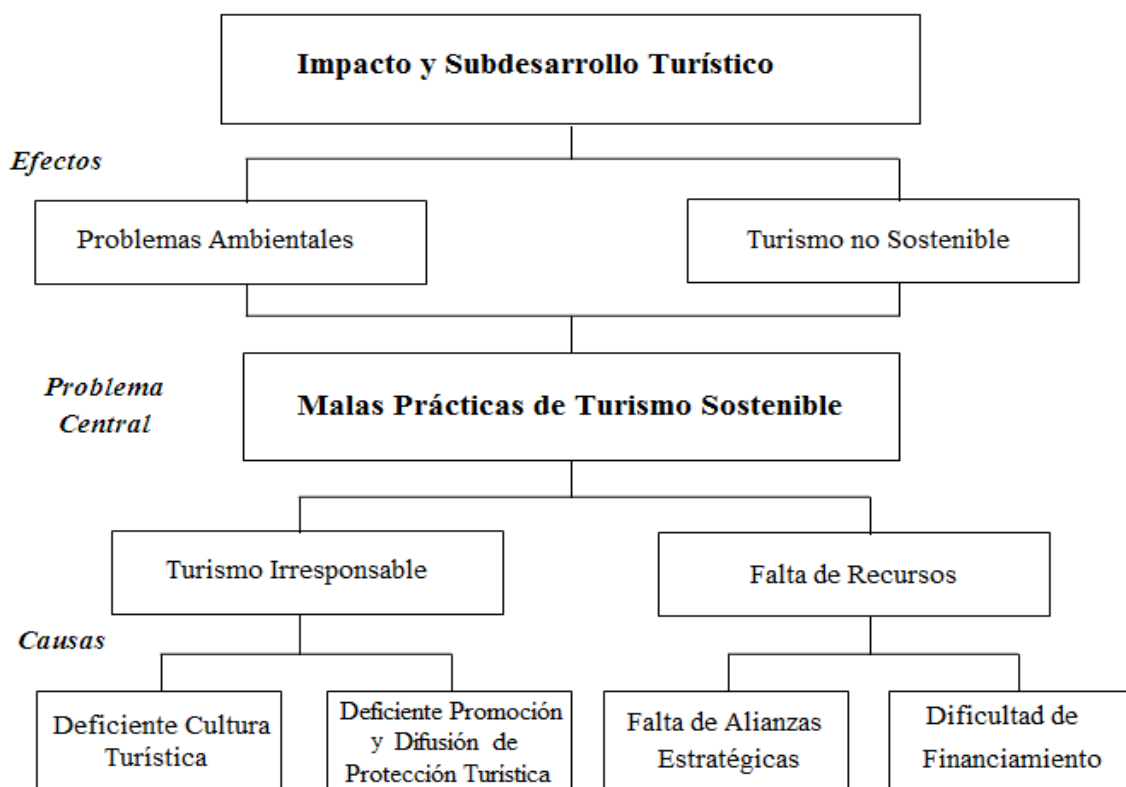 Impacto y Subdesarrollo Turístico
Efectos
Problemas Ambientales
Turismo no Sostenible
Problema
Central
Malas Prácticas de Turismo Sostenible
Turismo Irresponsable
Falta de Recursos
Causas
Deficiente Cultura
Turística
Deficiente Promoción
y Difusión de
Protección Turística
Falta de Alianzas
Estratégicas
Dificultad de
Financiamiento